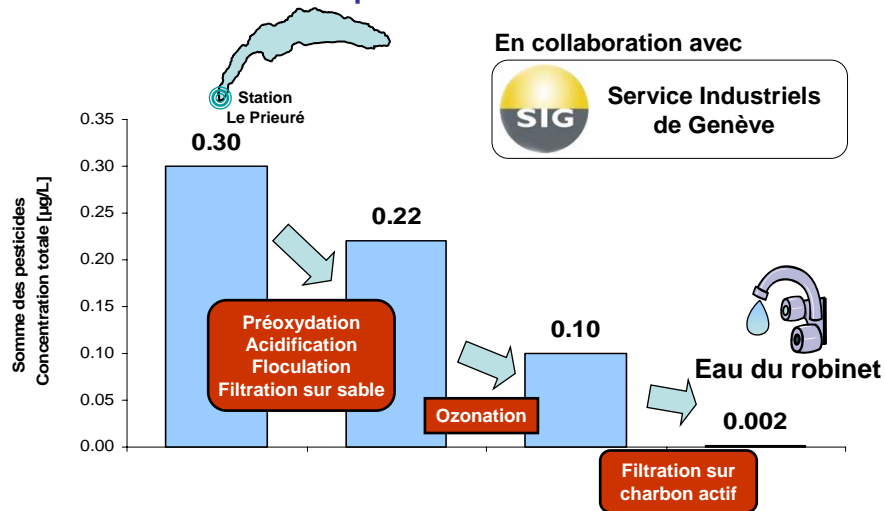 En collaboration avec
SIG
Service Industriels
de Genève
Station
Le Prieuré
Somme des pesticides
Concentration totale [µg/L]
0.35
0.30
0.25
0.20
0.15
0.10
0.05
0.00
0.30
0.22
0.10
0.002
Préoxydation
Acidification
Floculation
Filtration sur sable
Ozonation
Filtration sur
charbon actif
Eau du robinet